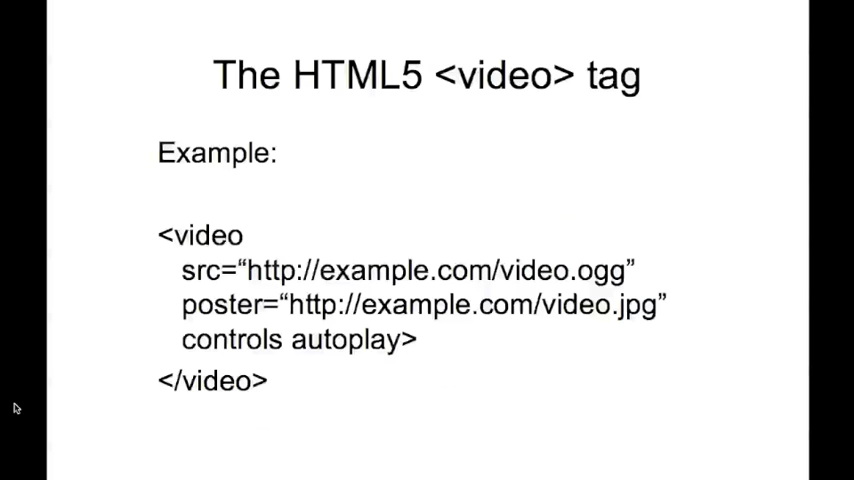 The HTML5 <video> tag
Example:
<video
src=“http://example.com/video.ogg”
poster=“http://example.com/video.jpg”
controls autoplay>
</video>